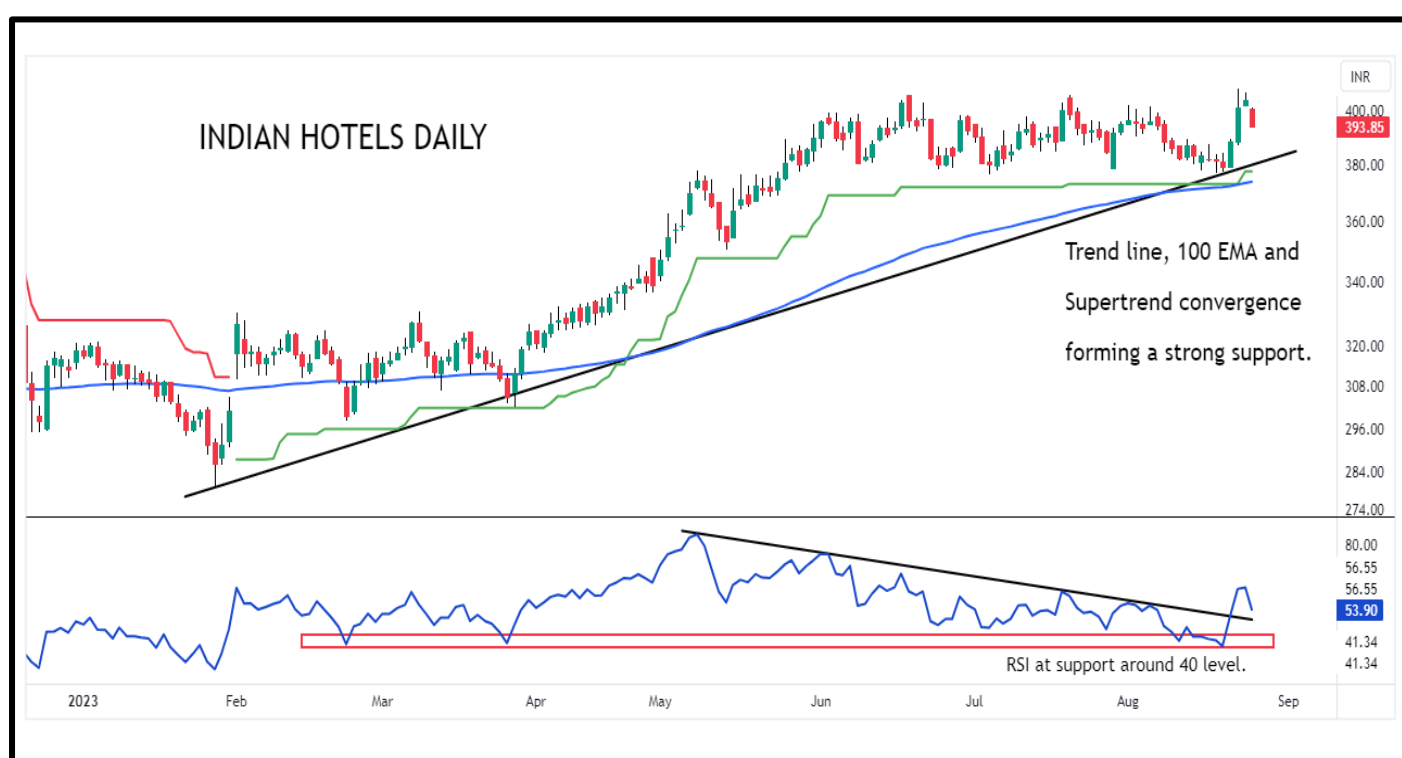 INR
INDIAN HOTELS DAILY
400.00
393.85
380.00
360.00
Trend line, 100 EMA and
340.00
Supertrend convergence
forming a strong support.
320.00
308.00
296.00
284.00
274.00
80.00
56.55
56.55
53.90
41.34
RSI at support around 40 level.
41.34
2023 Feb Mar Apr May Jun Jul Aug Sep